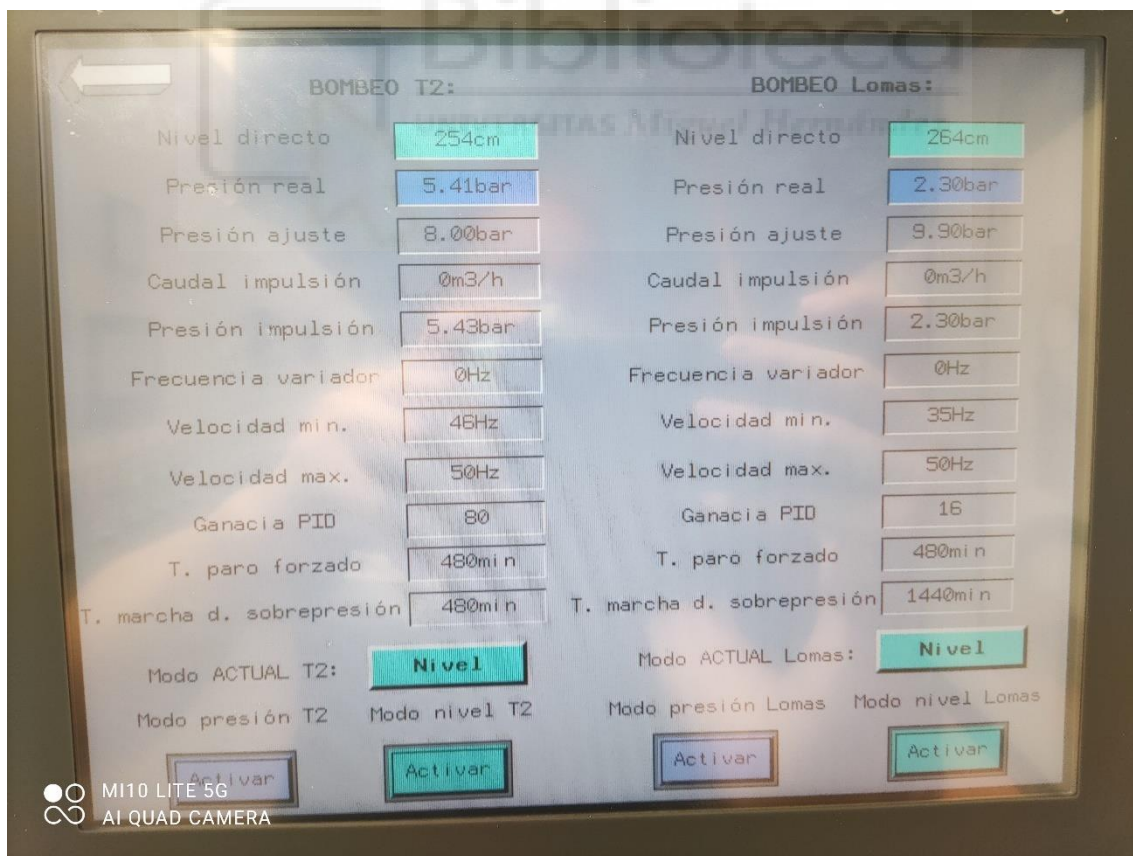 Biblioteca
UNIVERSITAS Miguel Hernández
BOMBEO T2: BOMBEO Lomas:
Nivel directo 254cm Nivel directo 264cm
Presión real 5.41bar Presión real 2.30bar
Presión ajuste 8.00bar Presión ajuste 9.90bar
Caudal impulsión 0m3/h Caudal impulsión 0m3/h
Presión impulsión 5.43bar Presión impulsión 2.30bar
Frecuencia variador 0Hz Frecuencia variador 0Hz
Velocidad min. 46Hz Velocidad min. 35Hz
Velocidad max. 50Hz Velocidad max. 50Hz
Ganacia PID 80 Ganacia PID 16
T. paro forzado 480min T. paro forzado 480min
T. marcha d. sobrepresión 480min T. marcha d. sobrepresión 1440min
Modo ACTUAL T2: Nivel Modo ACTUAL Lomas: Nivel
Modo presión T2 Modo nivel T2 Modo presión Lomas Modo nivel Lomas
Activar Activar Activar Activar
MI10 LITE 5G
AI QUAD CAMERA